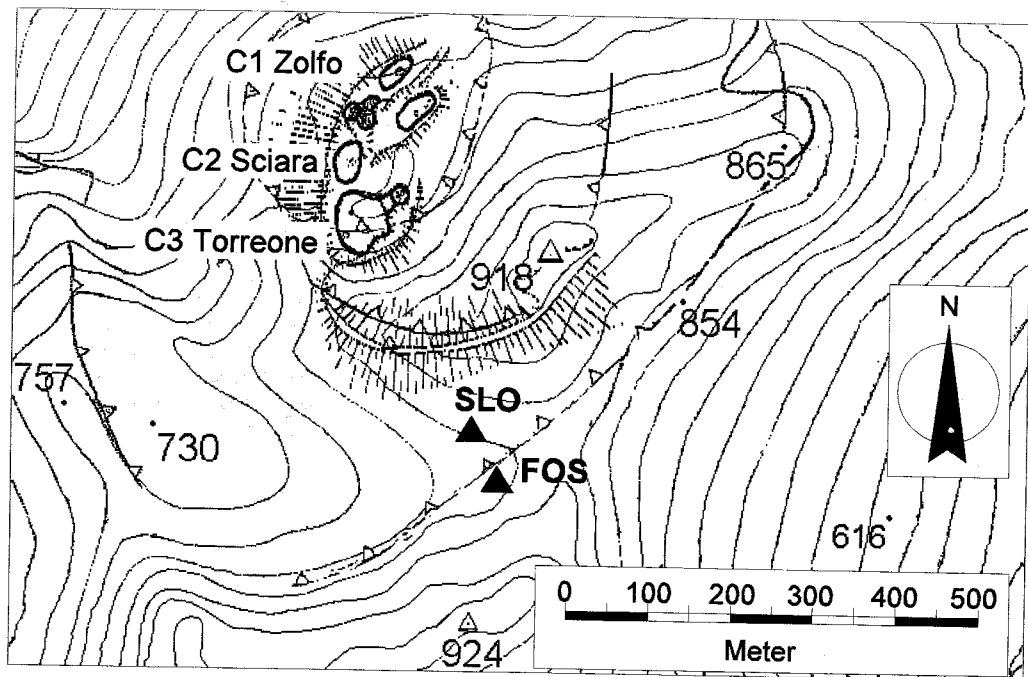 C1 Zolfo
C2 Sciara
865
C3 Torreone
918
854
N
757
SLO
730
FOS
616
0 100 200 300 400 500
Meter
924